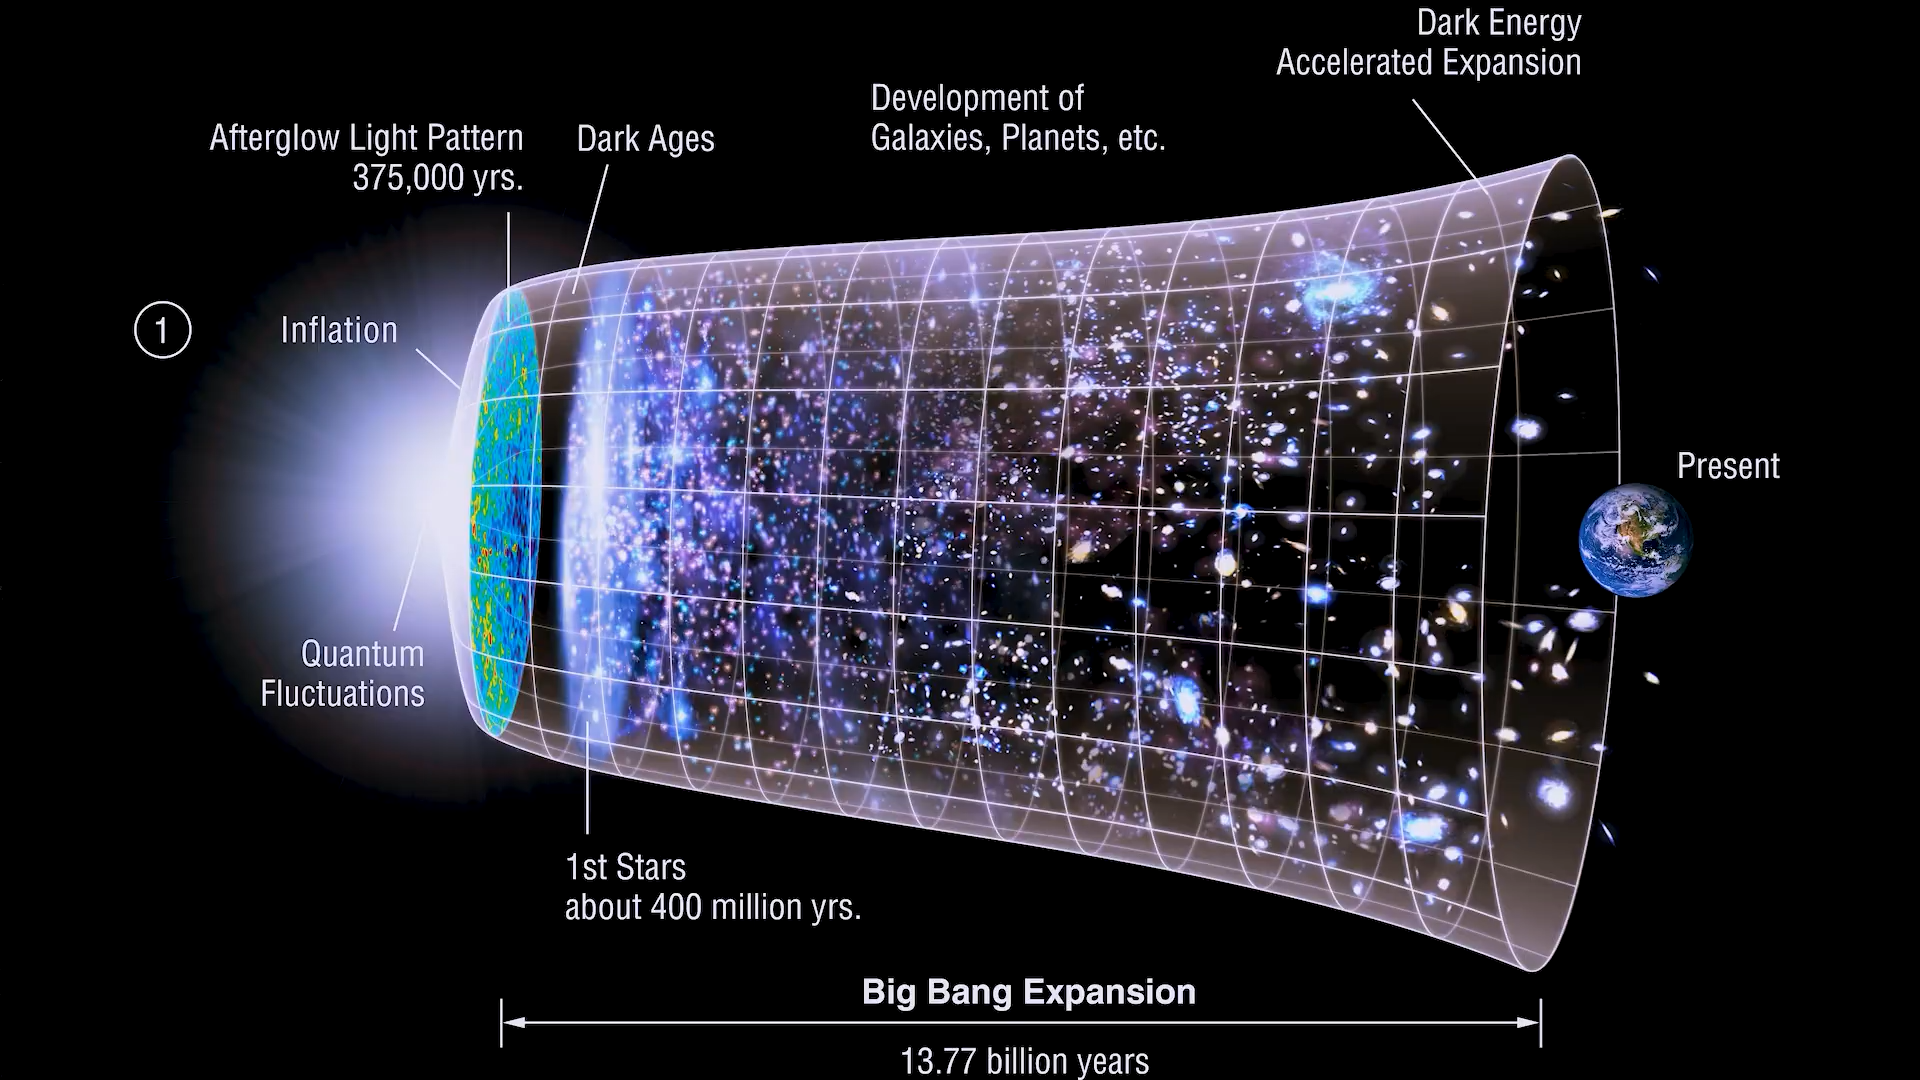 Dark Energy
Accelerated Expansion
Development of
Galaxies, Planets, etc.
Afterglow Light Pattern
375,000 yrs.
Dark Ages
1
Inflation
Present
Quantum
Fluctuations
1st Stars
about 400 million yrs.
Big Bang Expansion
13.77 billion years